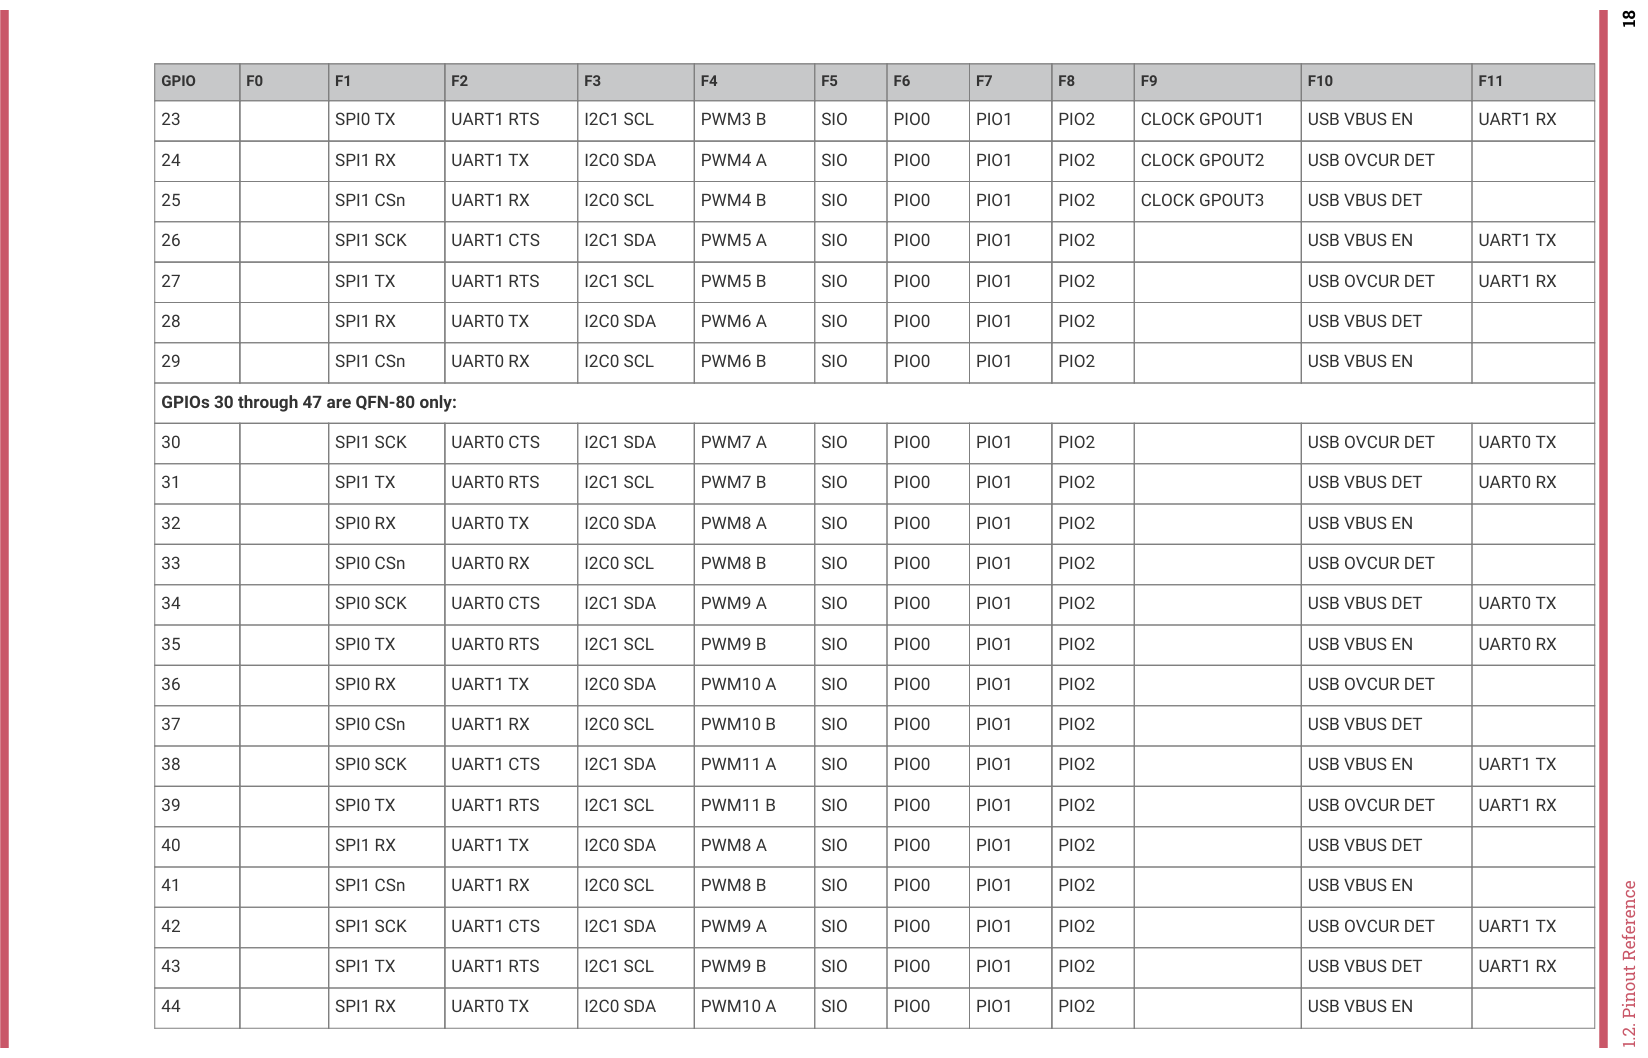 18
GPIO F0 F1 F2 F3 F4 F5 F6 F7 F8 F9 F10 F11
23 SPI0 TX UART1 RTS I2C1 SCL PWM3 B SIO PIO0 PIO1 PIO2 CLOCK GPOUT1 USB VBUS EN UART1 RX
24 SPI1 RX UART1 TX I2C0 SDA PWM4 A SIO PIO0 PIO1 PIO2 CLOCK GPOUT2 USB OVCUR DET
25 SPI1 CSn UART1 RX I2C0 SCL PWM4 B SIO PIO0 PIO1 PIO2 CLOCK GPOUT3 USB VBUS DET
26 SPI1 SCK UART1 CTS I2C1 SDA PWM5 A SIO PIO0 PIO1 PIO2 USB VBUS EN UART1 TX
27 SPI1 TX UART1 RTS I2C1 SCL PWM5 B SIO PIO0 PIO1 PIO2 USB OVCUR DET UART1 RX
28 SPI1 RX UART0 TX I2C0 SDA PWM6 A SIO PIO0 PIO1 PIO2 USB VBUS DET
29 SPI1 CSn UART0 RX I2C0 SCL PWM6 B SIO PIO0 PIO1 PIO2 USB VBUS EN
GPIOs 30 through 47 are QFN-80 only:
30 SPI1 SCK UART0 CTS I2C1 SDA PWM7 A SIO PIO0 PIO1 PIO2 USB OVCUR DET UART0 TX
31 SPI1 TX UART0 RTS I2C1 SCL PWM7 B SIO PIO0 PIO1 PIO2 USB VBUS DET UART0 RX
32 SPI0 RX UART0 TX I2C0 SDA PWM8 A SIO PIO0 PIO1 PIO2 USB VBUS EN
33 SPI0 CSn UART0 RX I2C0 SCL PWM8 B SIO PIO0 PIO1 PIO2 USB OVCUR DET
34 SPI0 SCK UART0 CTS I2C1 SDA PWM9 A SIO PIO0 PIO1 PIO2 USB VBUS DET UART0 TX
35 SPI0 TX UART0 RTS I2C1 SCL PWM9 B SIO PIO0 PIO1 PIO2 USB VBUS EN UART0 RX
36 SPI0 RX UART1 TX I2C0 SDA PWM10 A SIO PIO0 PIO1 PIO2 USB OVCUR DET
37 SPI0 CSn UART1 RX I2C0 SCL PWM10 B SIO PIO0 PIO1 PIO2 USB VBUS DET
38 SPI0 SCK UART1 CTS I2C1 SDA PWM11 A SIO PIO0 PIO1 PIO2 USB VBUS EN UART1 TX
39 SPI0 TX UART1 RTS I2C1 SCL PWM11 B SIO PIO0 PIO1 PIO2 USB OVCUR DET UART1 RX
40 SPI1 RX UART1 TX I2C0 SDA PWM8 A SIO PIO0 PIO1 PIO2 USB VBUS DET
41 SPI1 CSn UART1 RX I2C0 SCL PWM8 B SIO PIO0 PIO1 PIO2 USB VBUS EN
42 SPI1 SCK UART1 CTS I2C1 SDA PWM9 A SIO PIO0 PIO1 PIO2 USB OVCUR DET UART1 TX
43 SPI1 TX UART1 RTS I2C1 SCL PWM9 B SIO PIO0 PIO1 PIO2 USB VBUS DET UART1 RX
44 SPI1 RX UART0 TX I2C0 SDA PWM10 A SIO PIO0 PIO1 PIO2 USB VBUS EN
1.2. Pinout Reference